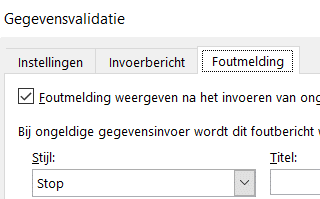 Gegevensvalidatie
Instellingen Invoerbericht Foutmelding
Foutmelding weergeven na het invoeren van
Bij ongeldige gegevensinvoer wordt dit foutbericht
Stijl: Titel:
Stop